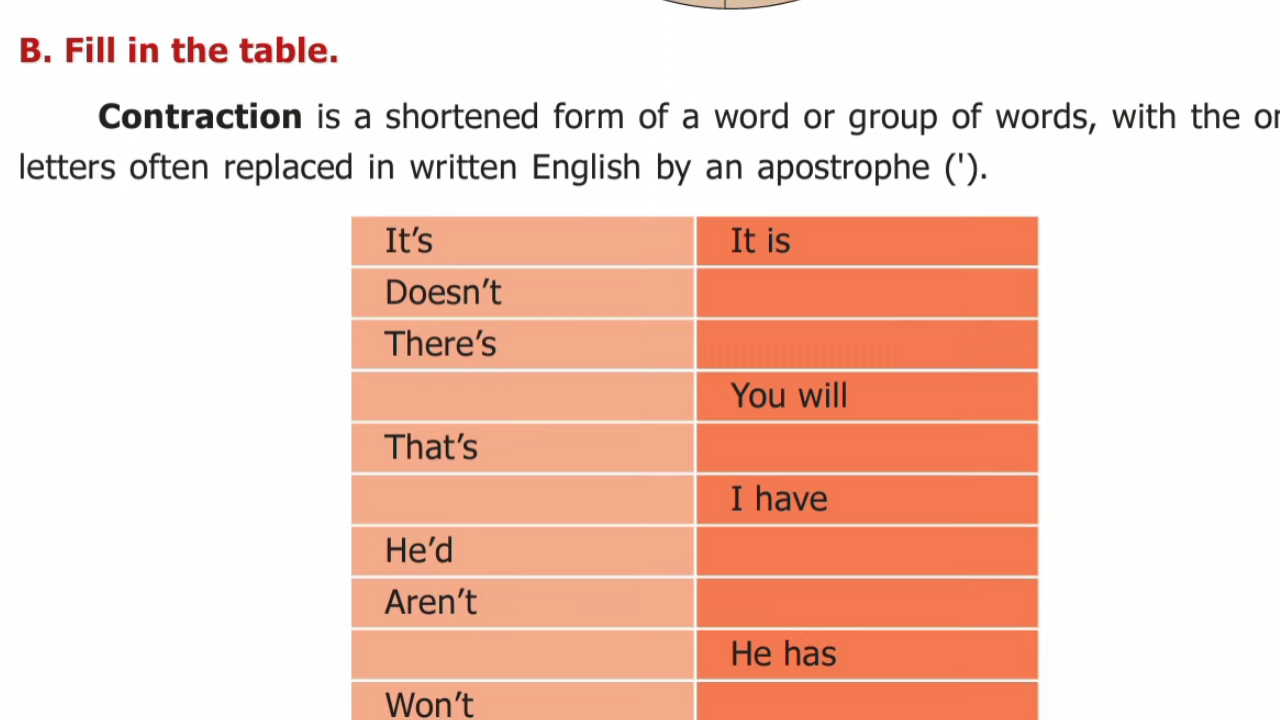 B. Fill in the table.
Contraction is a shortened form of a word or group of words, with the
letters often replaced in written English by an apostrophe (').
It’s It is
Doesn’t
There’s
You will
That’s
I have
He’d
Aren’t
He has
Won’t